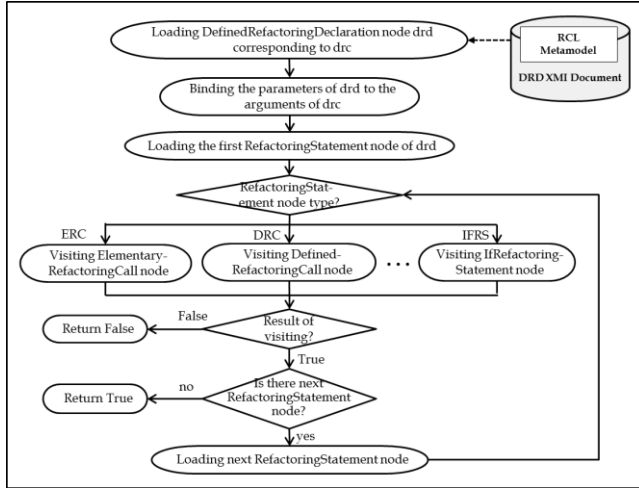 Loading DefinedRefactoringDeclaration node drd
corresponding to drc
RCL
Metamodel
DRD XMI Document
Binding the parameters of drd to the
arguments of drc
Loading the first RefactoringStatement node of drd
RefactoringStat-
ement node type?
ERC
DRC
IFRS
Visiting Elementary-
RefactoringCall node
Visiting Defined-
RefactoringCall node
...
Visiting IfRefactoring-
Statement node
False
Return False
Result of
visiting?
True
no
Return True
Is there next
RefactoringStatement
node?
yes
Loading next RefactoringStatement node